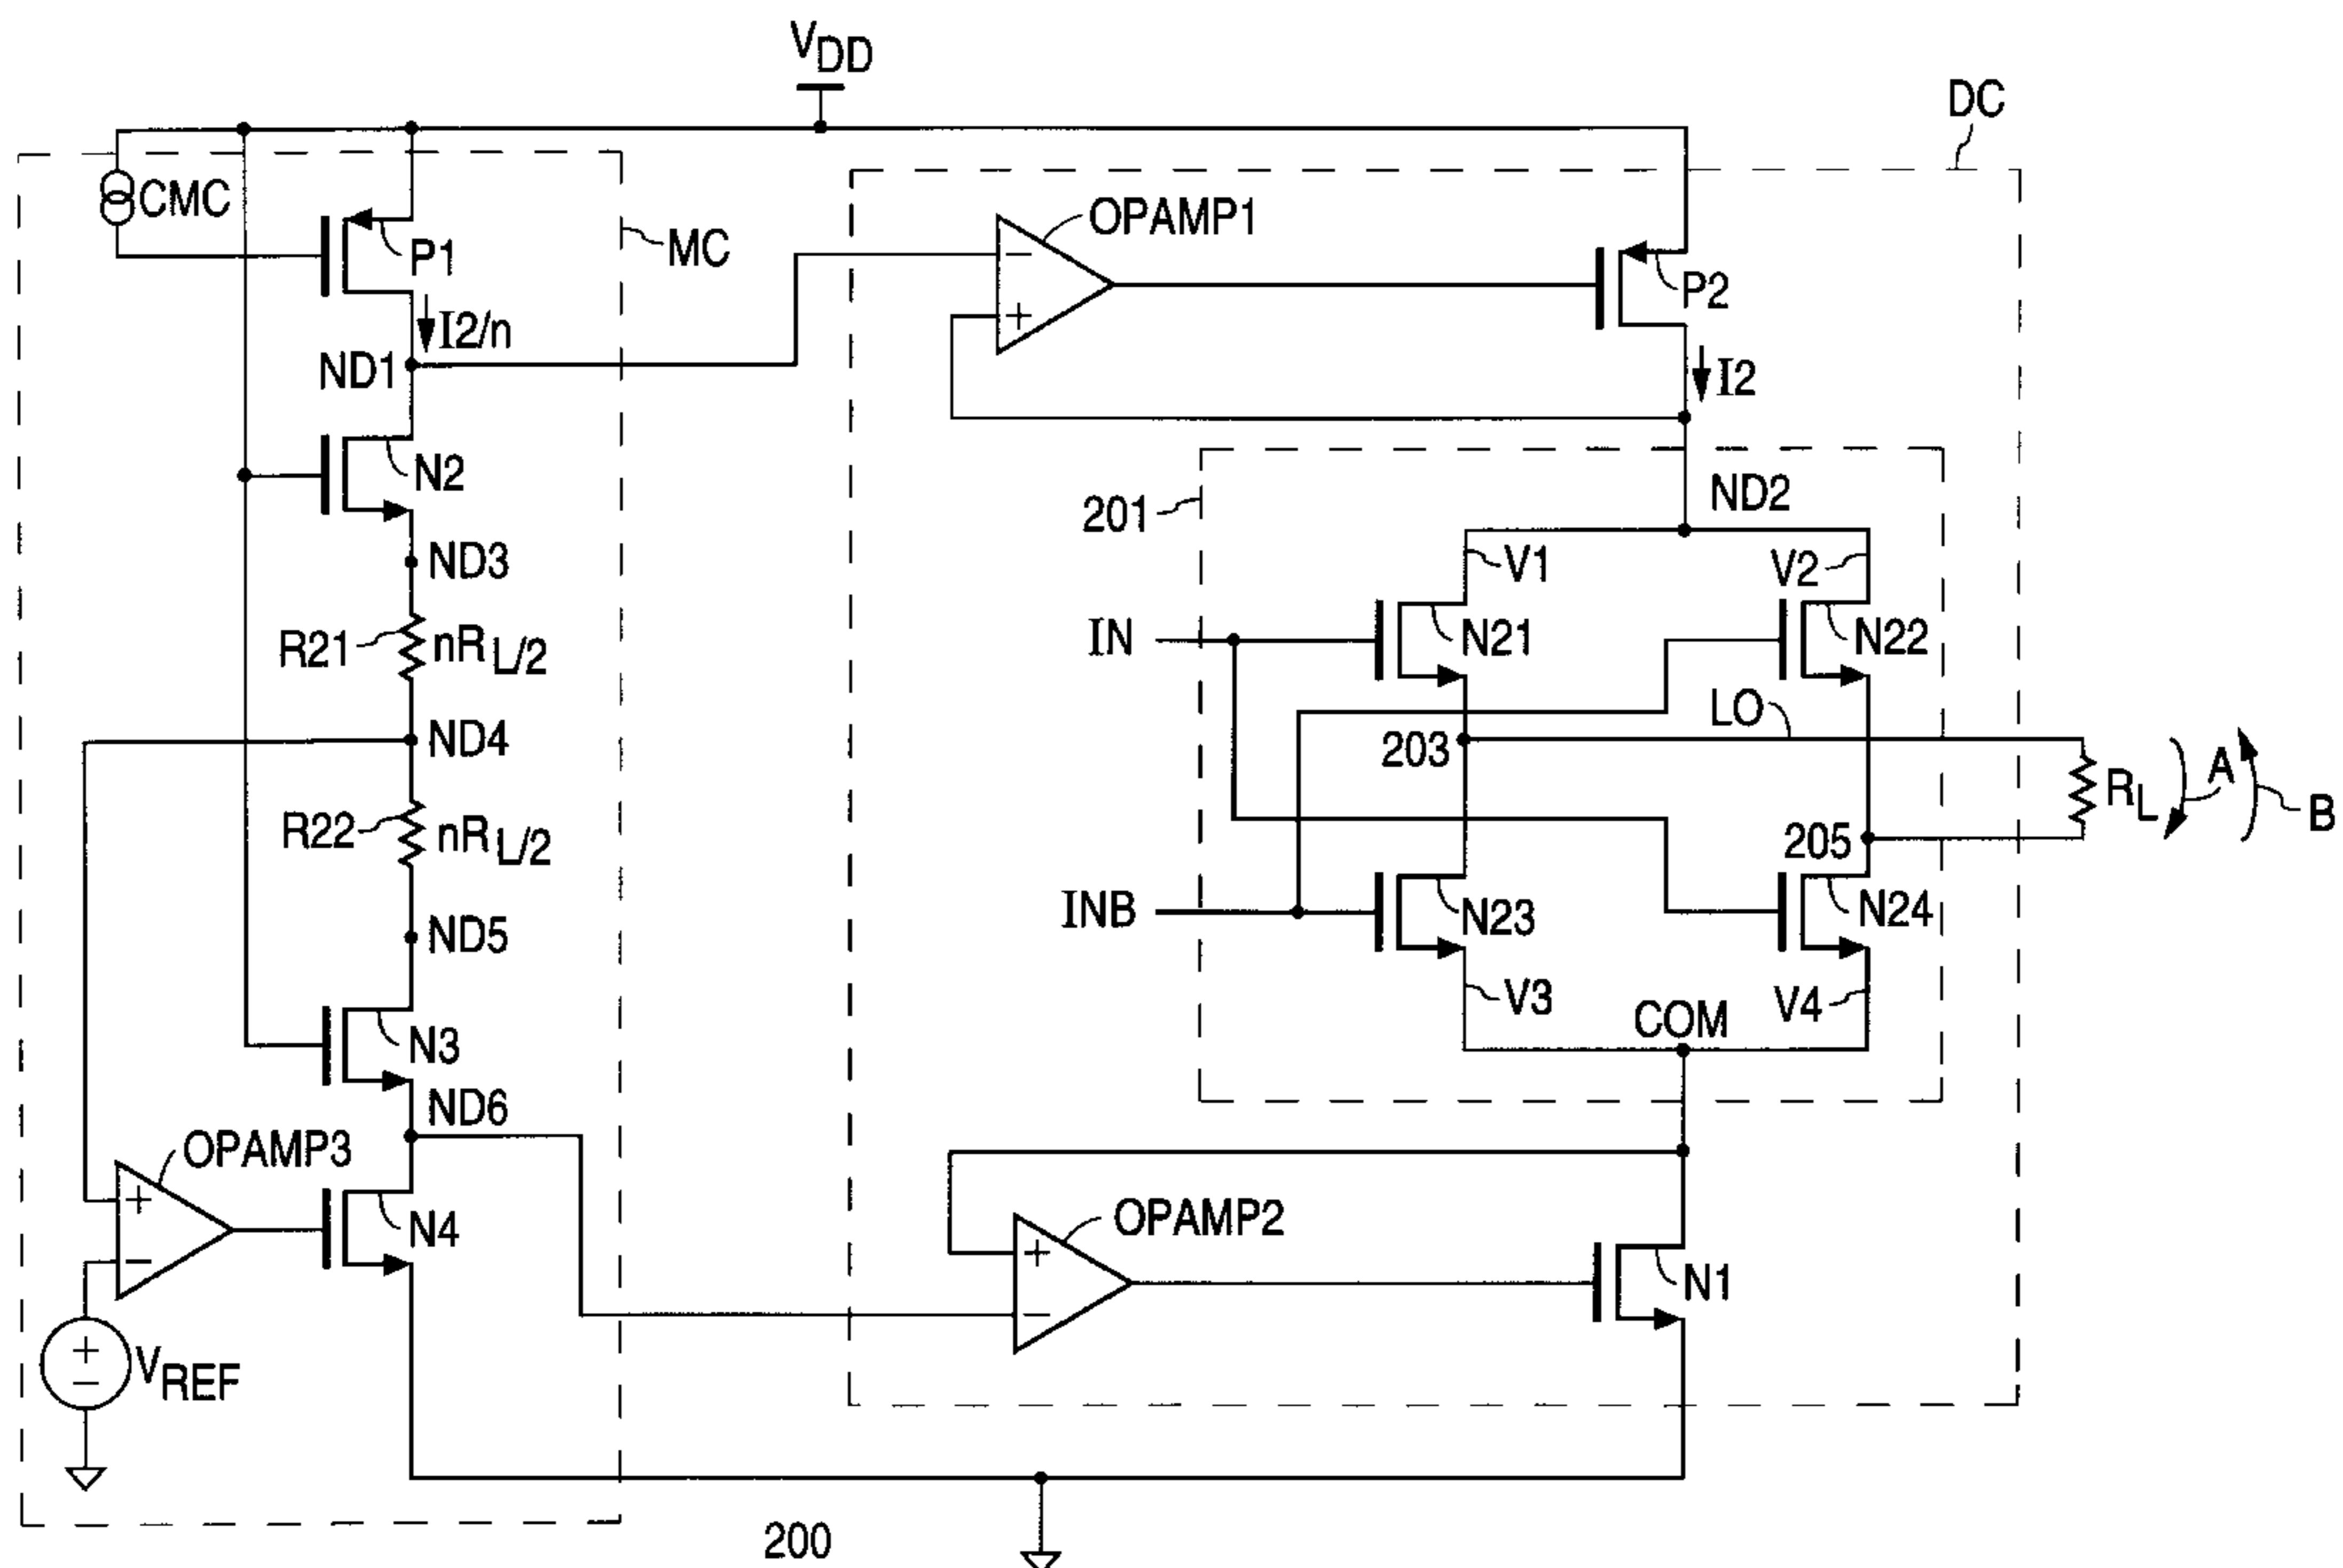 VDD
DC
CMC
P1
MC
OPAMP1
P2
I2/n
ND1
I2
N2
ND2
201
V1
V2
ND3
IN
N21
N22
R21
nRL/2
LO
ND4
203
A
RL
B
R22
nRL/2
205
INB
N23
N24
ND5
V3
V4
COM
N3
ND6
OPAMP3
+
−
N4
OPAMP2
N1
+
−
VREF
+
−
+
−
200